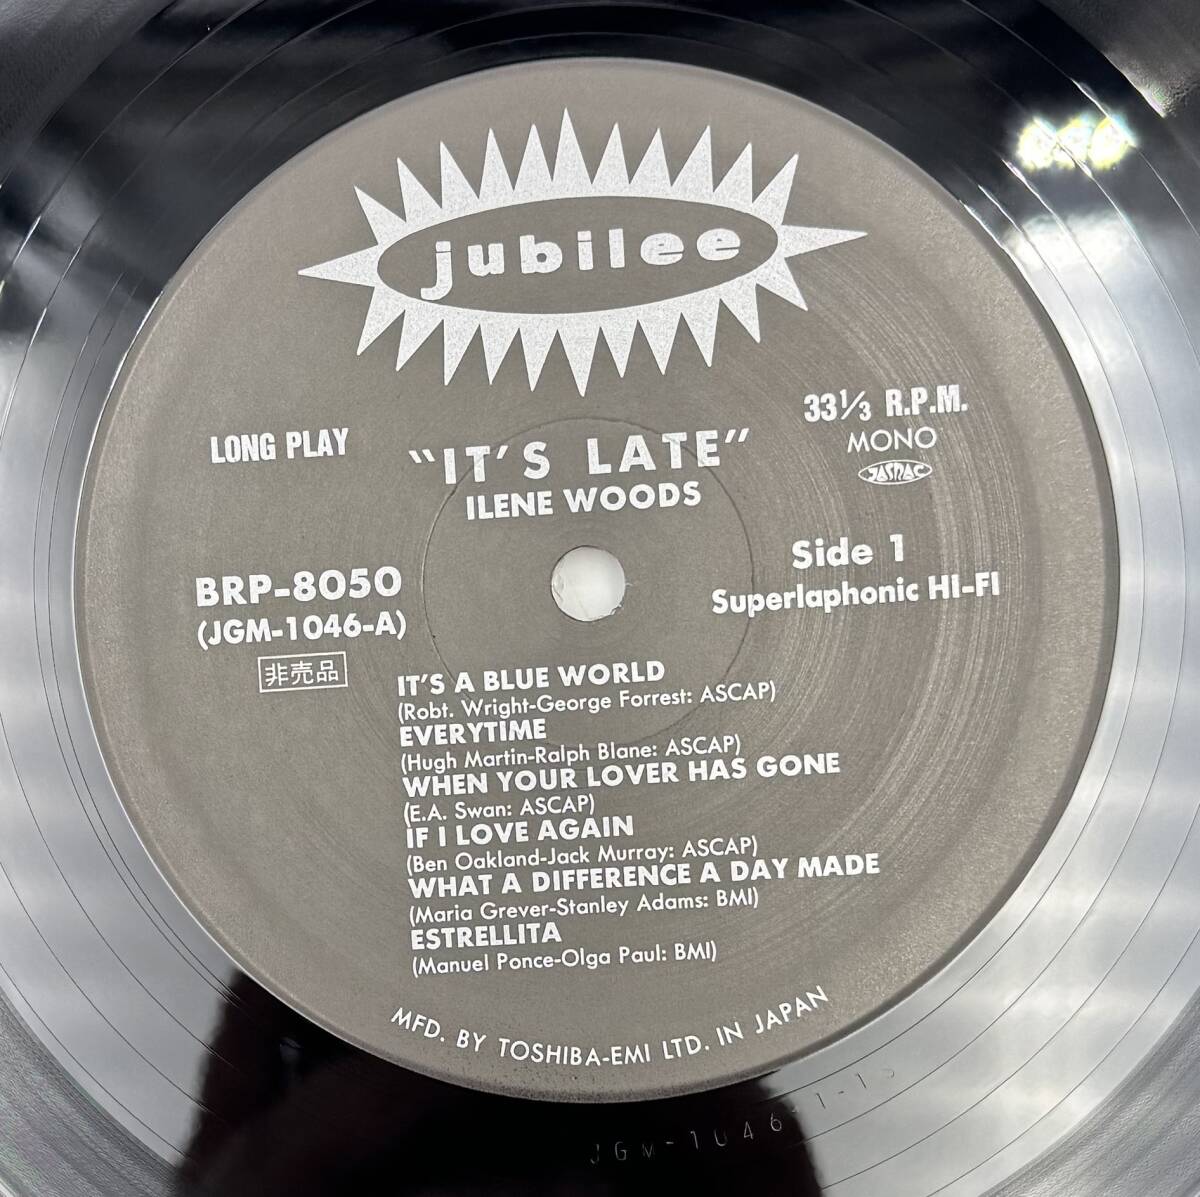 jubilee
LONG PLAY
33⅓ R.P.M.
MONO
JASRAC
"IT'S LATE"
ILENE WOODS
Side 1
Superlaphonic HI-FI
BRP-8050
(JGM-1046-A)
非売品
IT'S A BLUE WORLD
(Robt. Wright-George Forrest: ASCAP)
EVERYTIME
(Hugh Martin-Ralph Blane: ASCAP)
WHEN YOUR LOVER HAS GONE
(E.A. Swan: ASCAP)
IF I LOVE AGAIN
(Ben Oakland-Jack Murray: ASCAP)
WHAT A DIFFERENCE A DAY MADE
(Maria Grever-Stanley Adams: BMI)
ESTRELLITA
(Manuel Ponce-Olga Paul: BMI)
MFD. BY TOSHIBA-EMI LTD. IN JAPAN
JGM-1046